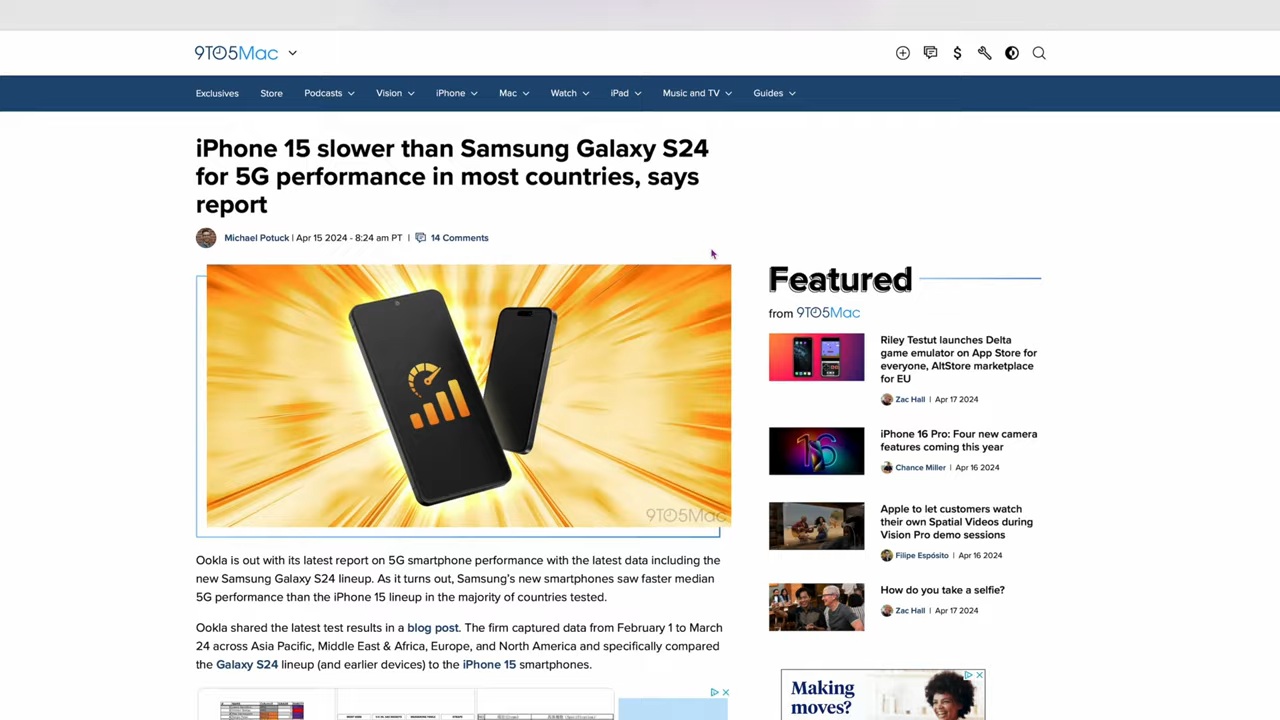 9TO5Mac
Exclusives Store Podcasts Vision iPhone Mac Watch iPad Music and TV Guides
iPhone 15 slower than Samsung Galaxy S24
for 5G performance in most countries, says
report
Michael Potuck | Apr 15 2024 - 8:24 am PT | 14 Comments
9TO5Mac
Ookla is out with its latest report on 5G smartphone performance with the latest data including the
new Samsung Galaxy S24 lineup. As it turns out, Samsung's new smartphones saw faster median
5G performance than the iPhone 15 lineup in the majority of countries tested.
Ookla shared the latest test results in a blog post. The firm captured data from February 1 to March
24 across Asia Pacific, Middle East & Africa, Europe, and North America and specifically compared
the Galaxy S24 lineup (and earlier devices) to the iPhone 15 smartphones.
Featured
from 9TO5Mac
Riley Testut launches Delta
game emulator on App Store for
everyone, AltStore marketplace
for EU
Zac Hall | Apr 17 2024
16
iPhone 16 Pro: Four new camera
features coming this year
Chance Miller | Apr 16 2024
Apple to let customers watch
their own Spatial Videos during
Vision Pro demo sessions
Filipe Espósito | Apr 16 2024
How do you take a selfie?
Zac Hall | Apr 17 2024
Making
moves?